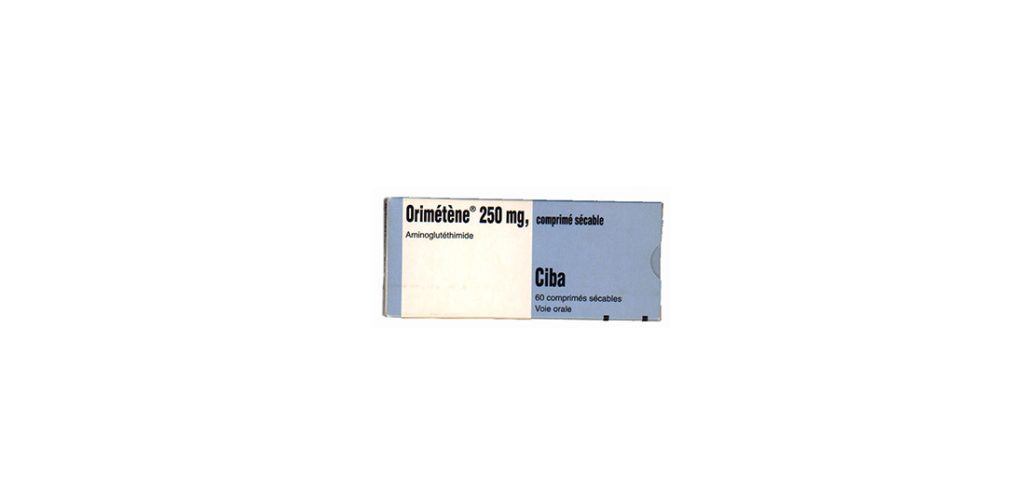 Orimétène® 250 mg, comprimé sécable
Aminoglutéthimide
Ciba
60 comprimés sécables
Voie orale